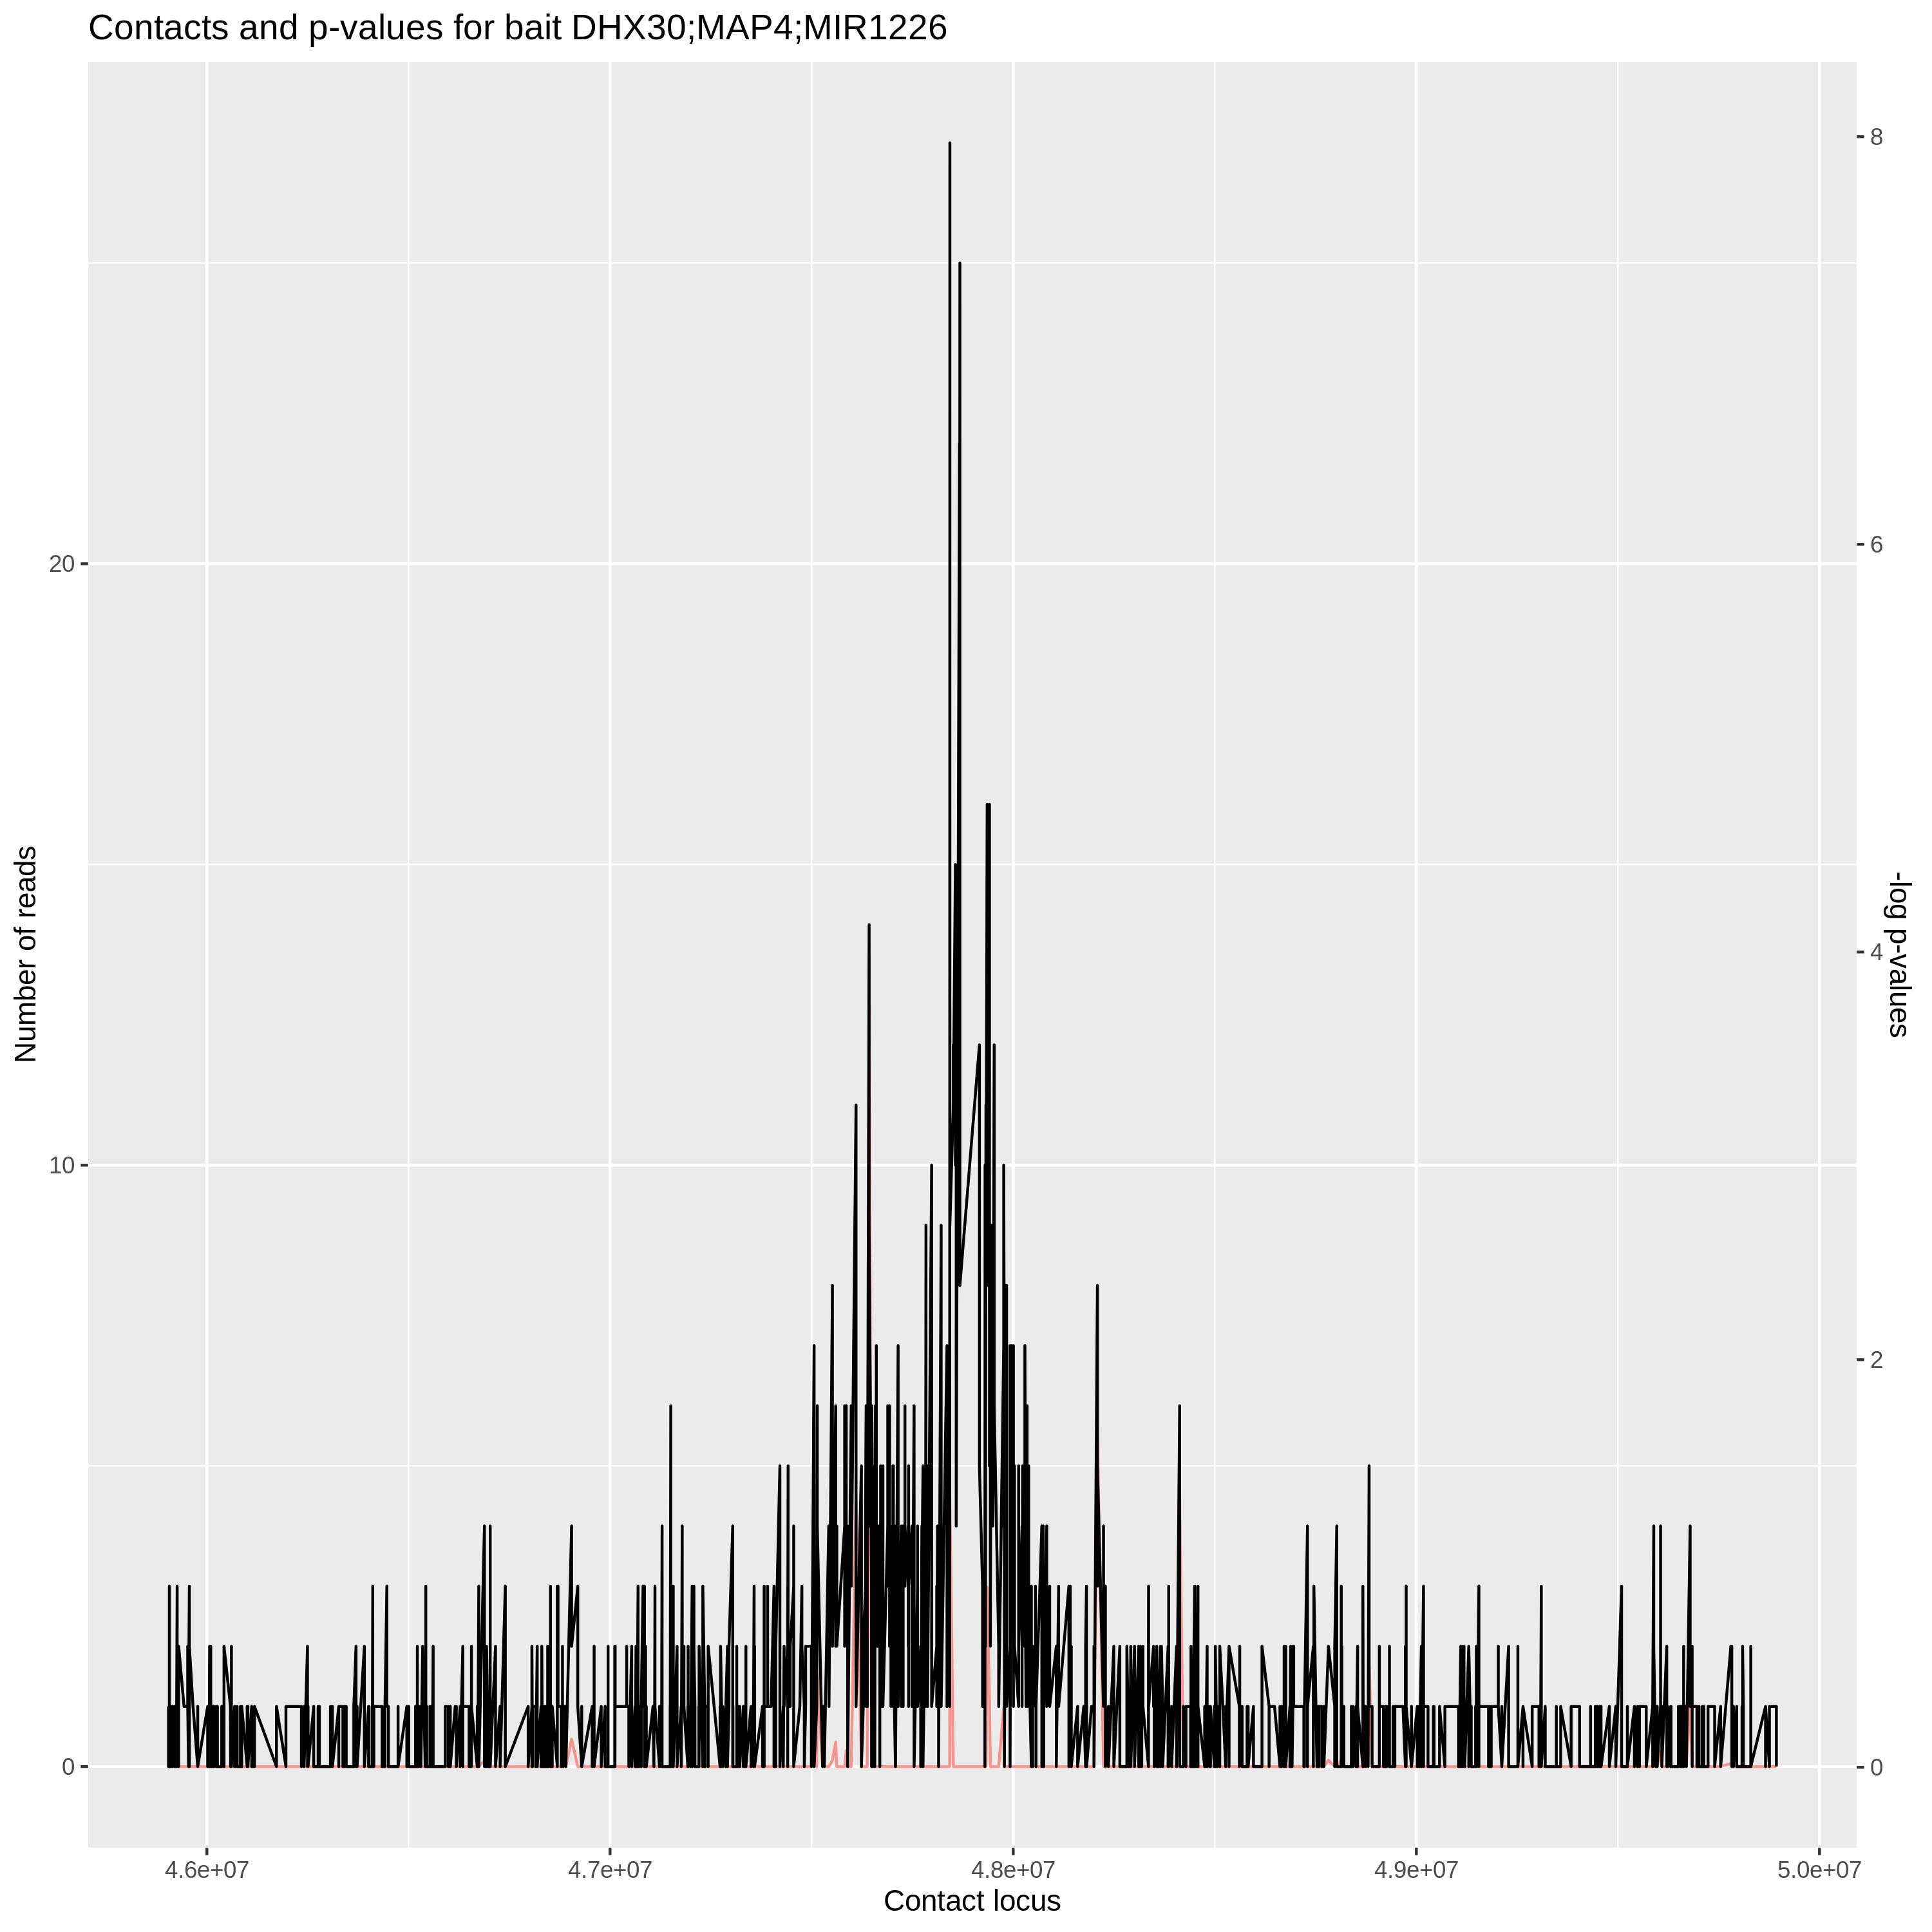 Contacts and p-values for bait DHX30;MAP4;MIR1226
Number of reads
20
10
0
8
6
4
2
0
-log p-values
4.6e+07 4.7e+07 4.8e+07 4.9e+07 5.0e+07
Contact locus